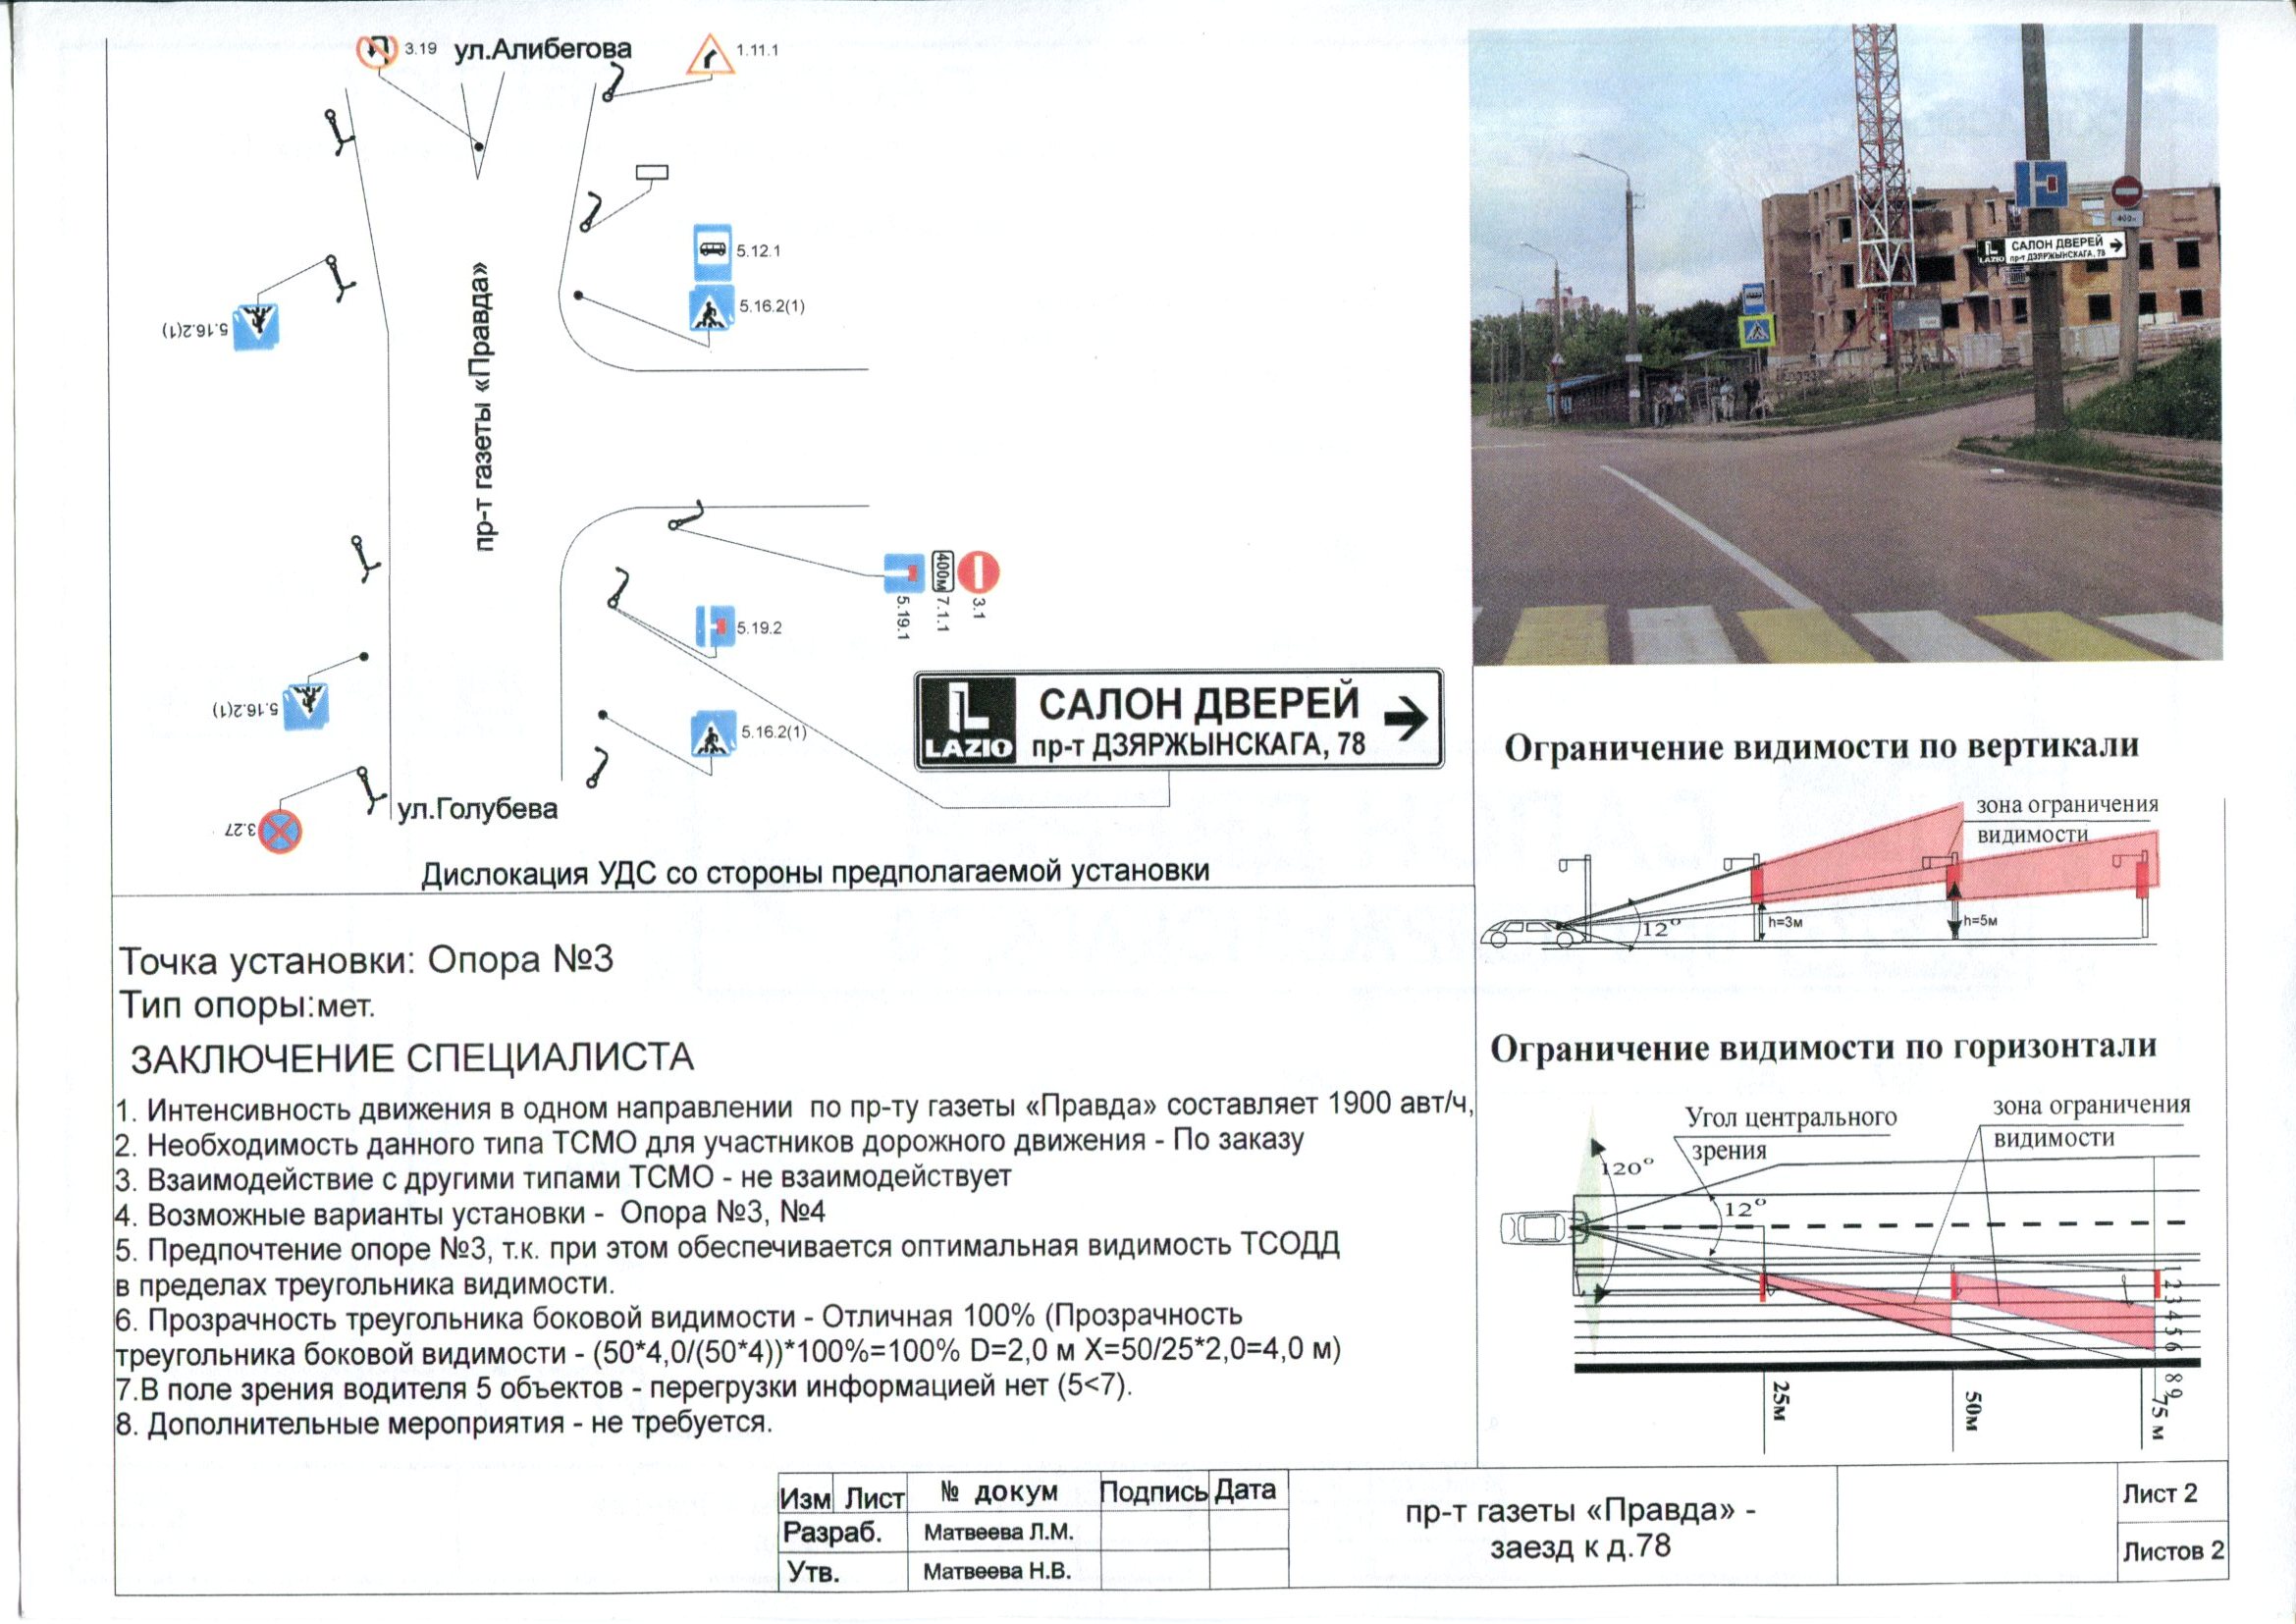 3.19
ул.Алибегова
1.11.1
5.12.1
5.16.2(1)
5.16.2(1)
пр-т газеты «Правда»
400м
5.19.1
7.1.1
3.1
5.19.2
5.16.2(1)
5.16.2(1)
LAZIO
САЛОН ДВЕРЕЙ
пр-т ДЗЯРЖЫНСКАГА, 78
3.27
ул.Голубева
Дислокация УДС со стороны предполагаемой установки
400м
LAZIO
САЛОН ДВЕРЕЙ
пр-т ДЗЯРЖЫНСКАГА, 78
Ограничение видимости по вертикали
зона ограничения
видимости
12°
h=3м
h=5м
Ограничение видимости по горизонтали
Угол центрального
зрения
зона ограничения
видимости
120°
12°
1 2 3 4 5 6
8 9
25м
50м
75 м
Точка установки: Опора №3
Тип опоры:мет.
ЗАКЛЮЧЕНИЕ СПЕЦИАЛИСТА
1. Интенсивность движения в одном направлении по пр-ту газеты «Правда» составляет 1900 авт/ч,
2. Необходимость данного типа ТСМО для участников дорожного движения - По заказу
3. Взаимодействие с другими типами ТСМО - не взаимодействует
4. Возможные варианты установки - Опора №3, №4
5. Предпочтение опоре №3, т.к. при этом обеспечивается оптимальная видимость ТСОДД
в пределах треугольника видимости.
6. Прозрачность треугольника боковой видимости - Отличная 100% (Прозрачность
треугольника боковой видимости - (50*4,0/(50*4))*100%=100% D=2,0 м X=50/25*2,0=4,0 м)
7.В поле зрения водителя 5 объектов - перегрузки информацией нет (5<7).
8. Дополнительные мероприятия - не требуется.
Изм Лист № докум Подпись Дата
Разраб. Матвеева Л.М.
Утв. Матвеева Н.В.
пр-т газеты «Правда» -
заезд к д.78
Лист 2
Листов 2